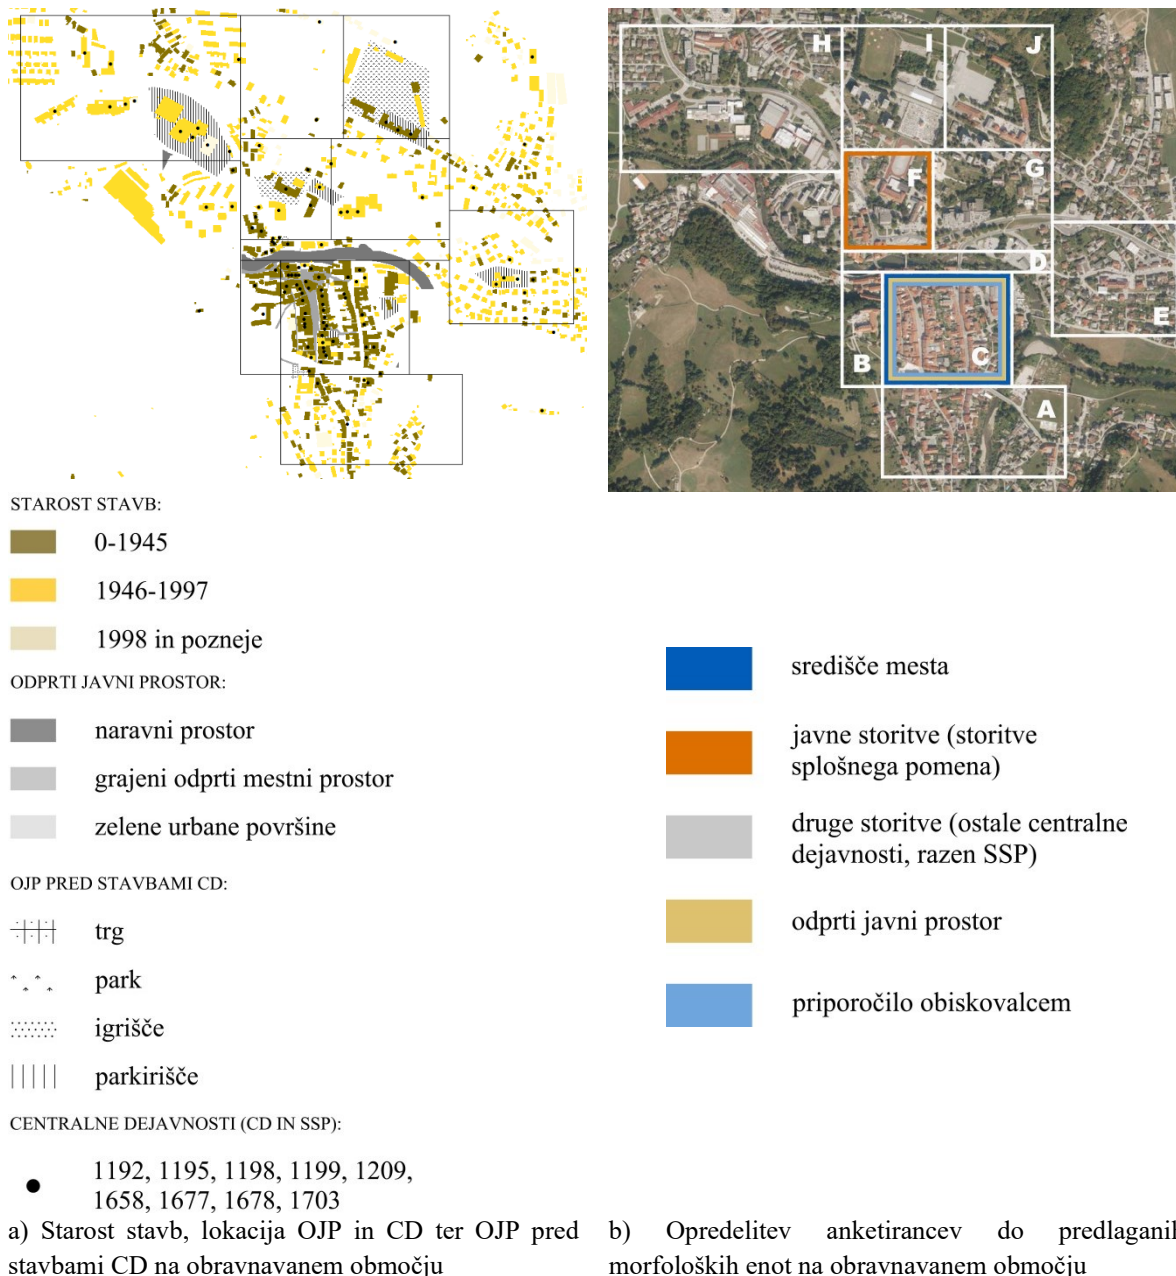 H
I
J
F
G
D
E
B
C
A
STAROST STAVB:
0-1945
1946-1997
1998 in pozneje
ODPRTI JAVNI PROSTOR:
naravni prostor
grajeni odprti mestni prostor
zelene urbane površine
OJP PRED STAVBAMI CD:
trg
park
igrišče
parkirišče
CENTRALNE DEJAVNOSTI (CD IN SSP):
1192, 1195, 1198, 1199, 1209,
1658, 1677, 1678, 1703
a) Starost stavb, lokacija OJP in CD ter OJP pred
stavbami CD na obravnavanem območju
središče mesta
javne storitve (storitve
splošnega pomena)
druge storitve (ostale centralne
dejavnosti, razen SSP)
odprti javni prostor
priporočilo obiskovalcem
b) Opredelitev anketirancev do predlaganih
morfoloških enot na obravnavanem območju